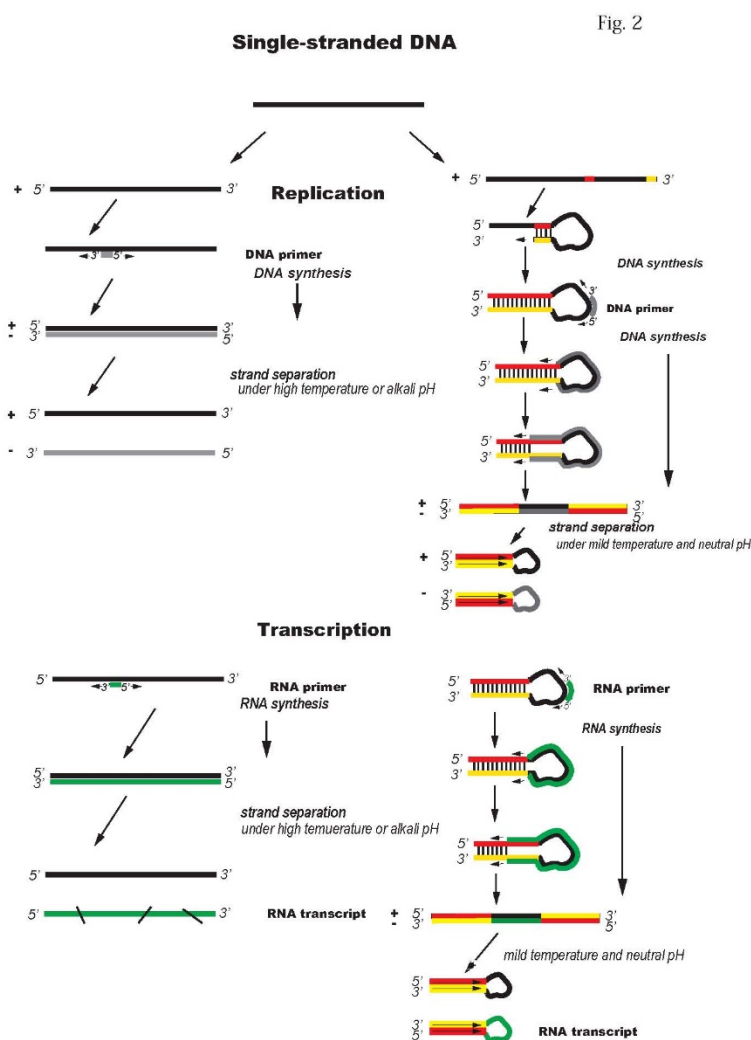 Fig. 2
Single-stranded DNA
+ 5' 3'
+ 5' 3'
Replication
3'
3' 5'
DNA primer
DNA synthesis
DNA synthesis
5' 3'
3' 5'
DNA primer
DNA synthesis
+ 5' 3'
- 3' 5'
strand separation
under high temperature or alkali pH
5'
3'
+ 5' 3'
- 3' 5'
5'
3'
+ 5' 3'
- 3' 5'
strand separation
under mild temperature and neutral pH
+ 5'
3'
- 3'
5'
Transcription
5' 3'
3' 5'
RNA primer
RNA synthesis
5' 3'
3' 5'
RNA primer
RNA synthesis
5' 3'
3' 5'
5'
3'
strand separation
under high temuerature or alkali pH
5'
3'
5' 3'
RNA transcript
+ 5' 3'
- 3' 5'
mild temperature and neutral pH
5'
3'
3'
5'
RNA transcript